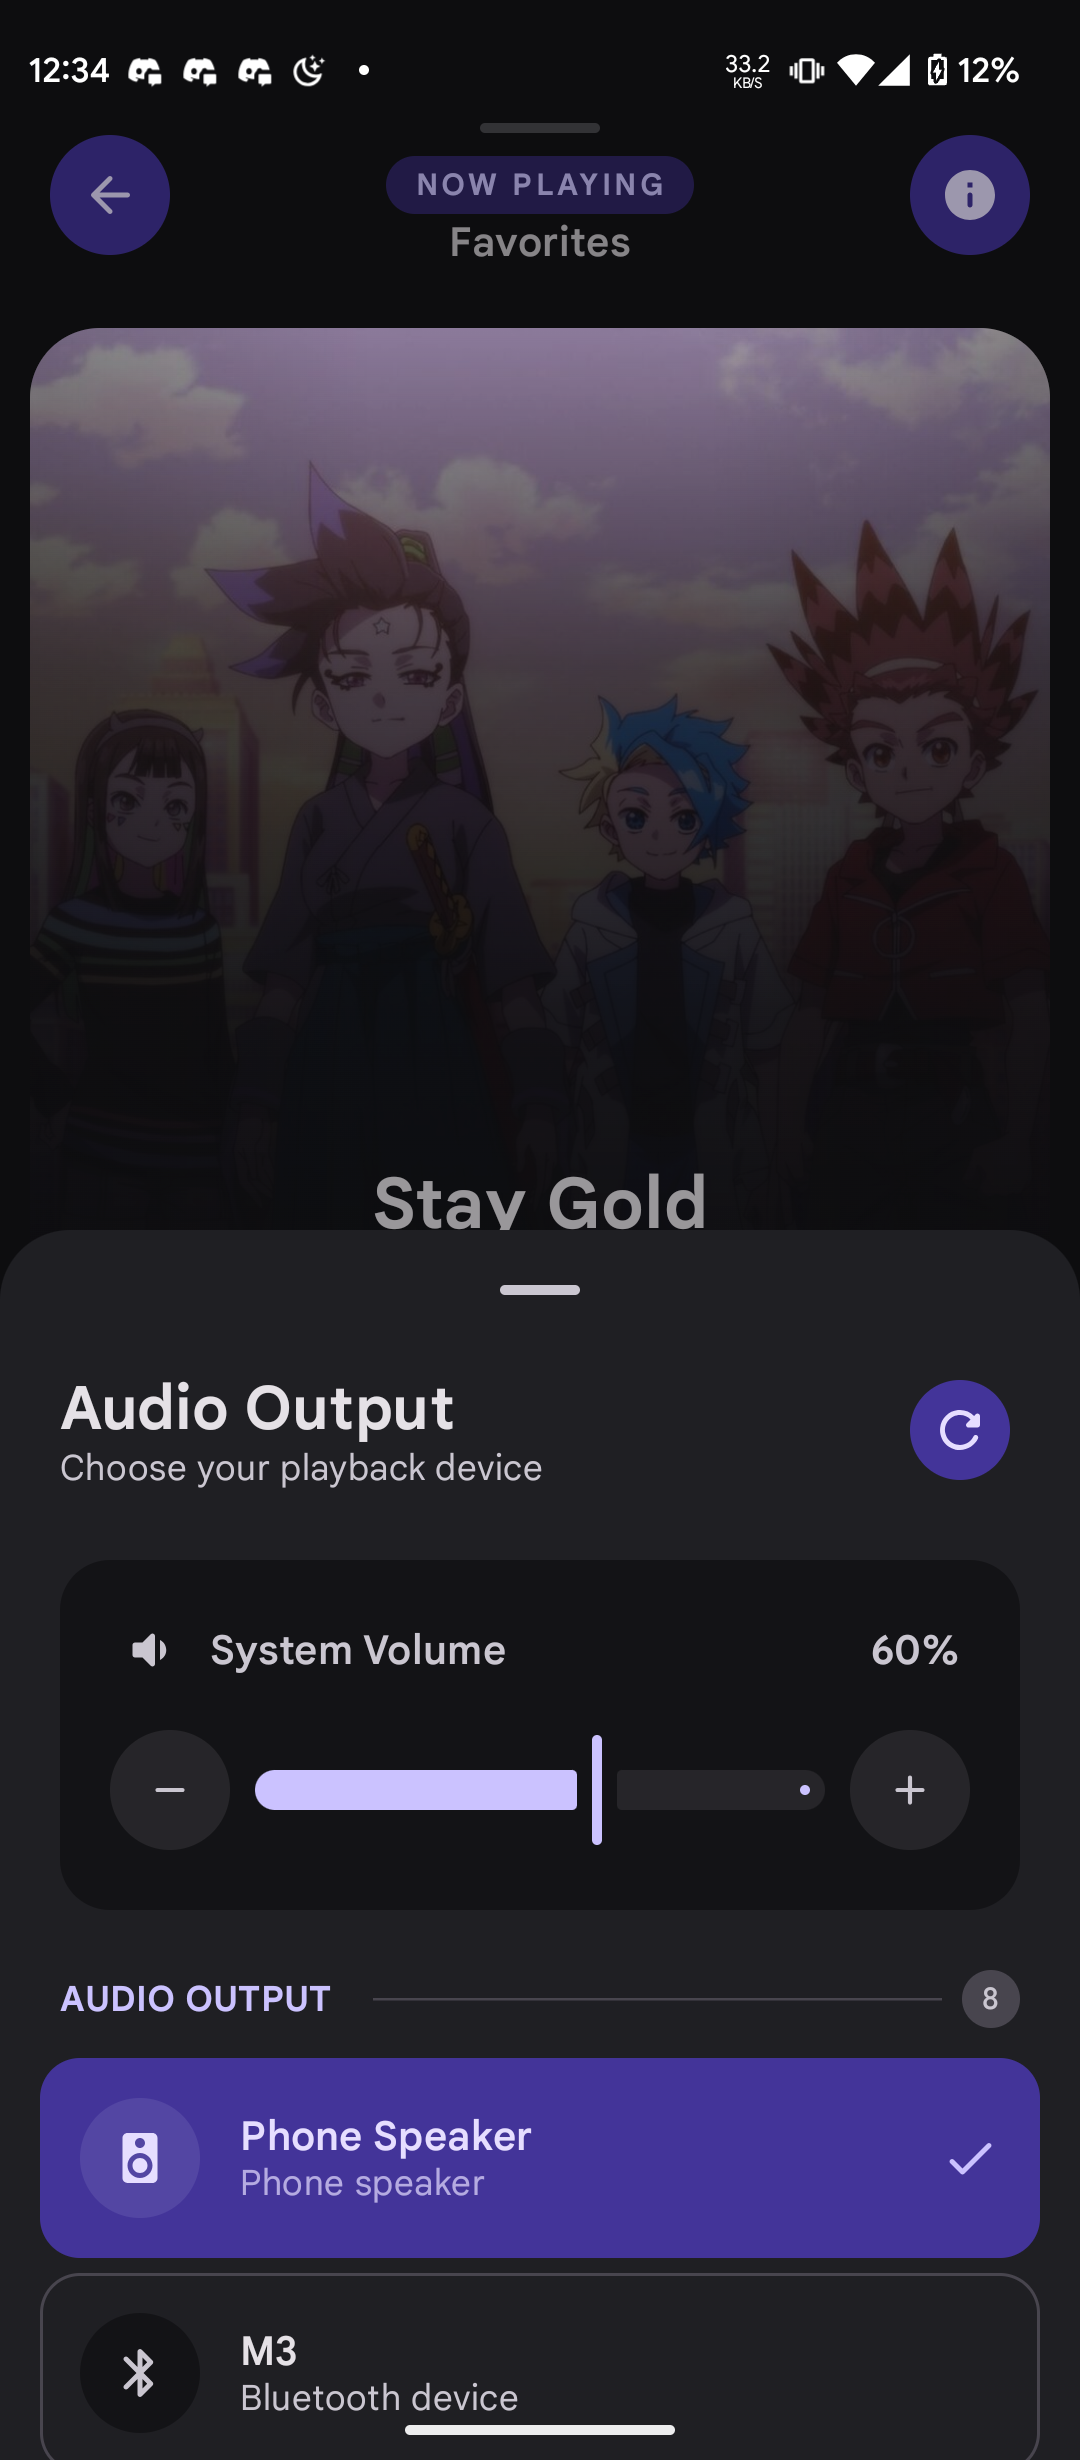 12:34
33.2
KB/S
12%
NOW PLAYING
Favorites
Stay Gold
Audio Output
Choose your playback device
System Volume
60%
AUDIO OUTPUT
8
Phone Speaker
Phone speaker
M3
Bluetooth device